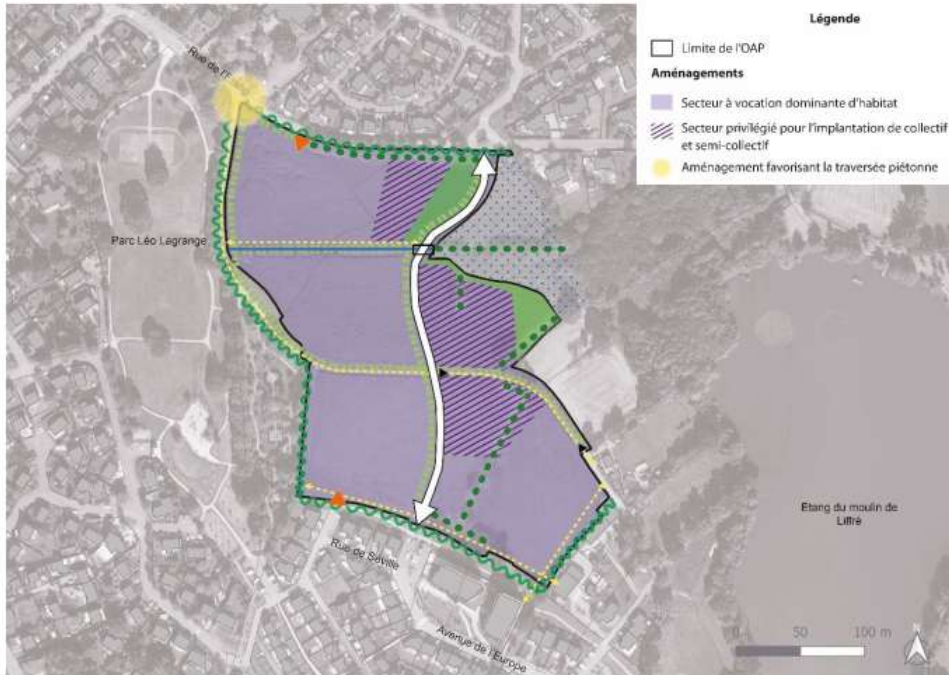 Légende
Limite de l'OAP
Aménagements
Secteur à vocation dominante d'habitat
Secteur privilégié pour l'implantation de collectif
et semi-collectif
Aménagement favorisant la traversée piétonne
Rue de
Parc Léo Lagrange
Etang du moulin de
Liffré
Rue de Séville
Avenue de l'Europe
0 50 100 m
N